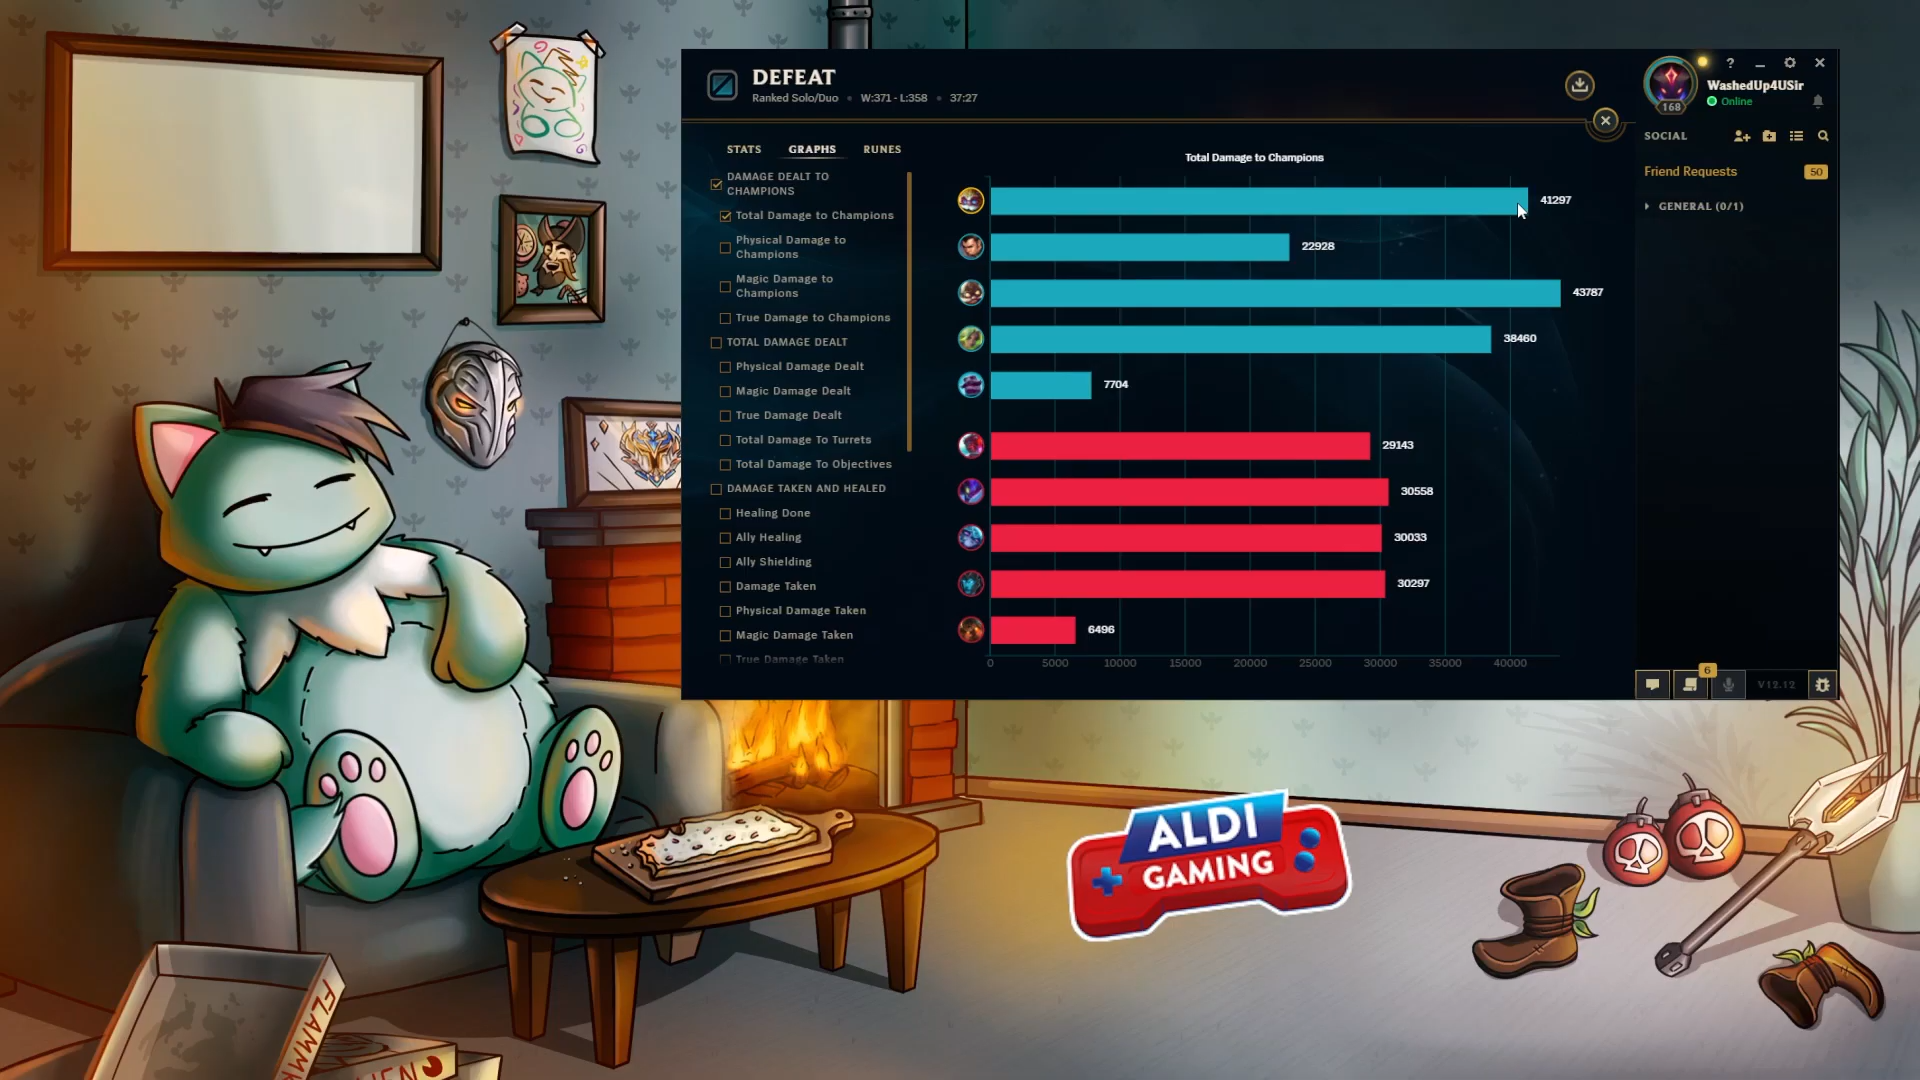 DEFEAT
Ranked Solo/Duo • W:371 - L:358 • 37:27
STATS GRAPHS RUNES
DAMAGE DEALT TO
CHAMPIONS
Total Damage to Champions
Physical Damage to
Champions
Magic Damage to
Champions
True Damage to Champions
TOTAL DAMAGE DEALT
Physical Damage Dealt
Magic Damage Dealt
True Damage Dealt
Total Damage To Turrets
Total Damage To Objectives
DAMAGE TAKEN AND HEALED
Healing Done
Ally Healing
Ally Shielding
Damage Taken
Physical Damage Taken
Magic Damage Taken
True Damage Taken
Total Damage to Champions
41297
22928
43787
38460
7704
29143
30558
30033
30297
6496
0 5000 10000 15000 20000 25000 30000 35000 40000
?
168
WashedUp4USir
Online
SOCIAL
Friend Requests 50
GENERAL (0/1)
6
V12.12
ALDI
GAMING